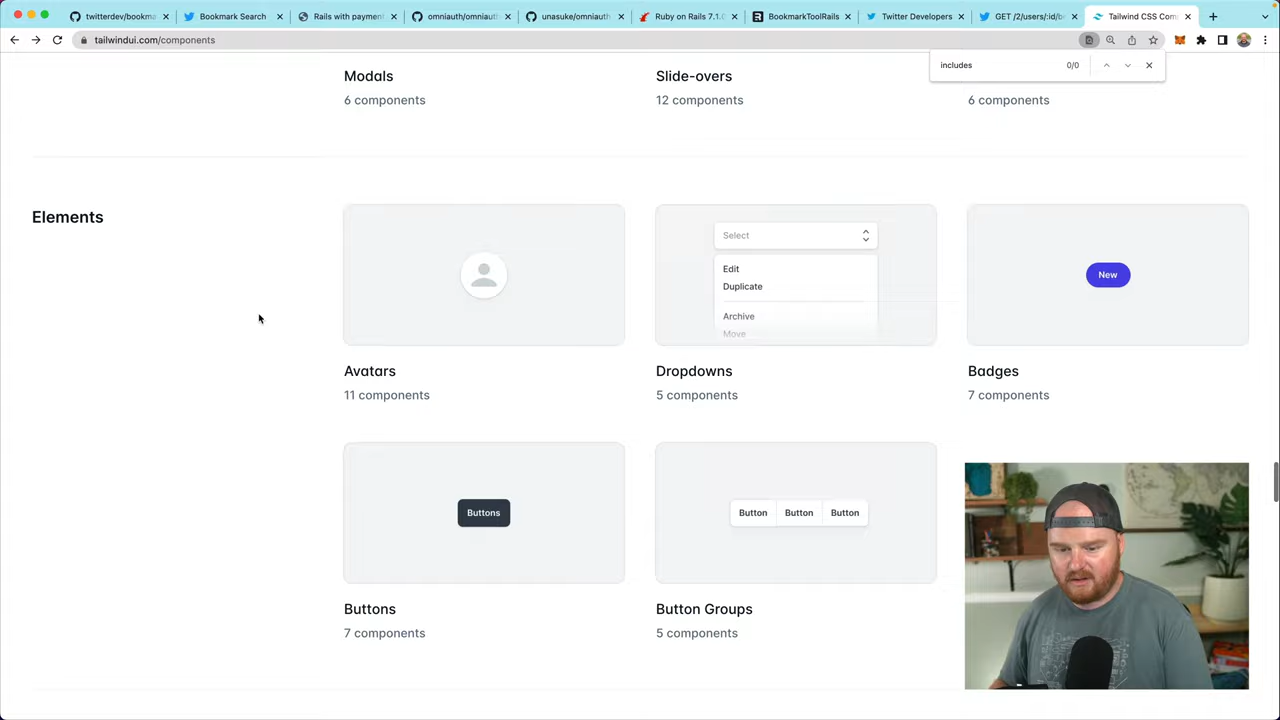 twitterdev/bookma
Bookmark Search
Rails with payment
omniauth/omniaut
unasuke/omniauth
Ruby on Rails 7.1.0
BookmarkToolRails
Twitter Developers
GET /2/users/:id/b
Tailwind CSS Com
tailwindui.com/components
includes
0/0
Modals
Slide-overs
6 components
12 components
6 components
Elements
Select
Edit
Duplicate
Archive
Move
New
Avatars
Dropdowns
Badges
11 components
5 components
7 components
Buttons
Button
Button
Button
Buttons
Button Groups
7 components
5 components